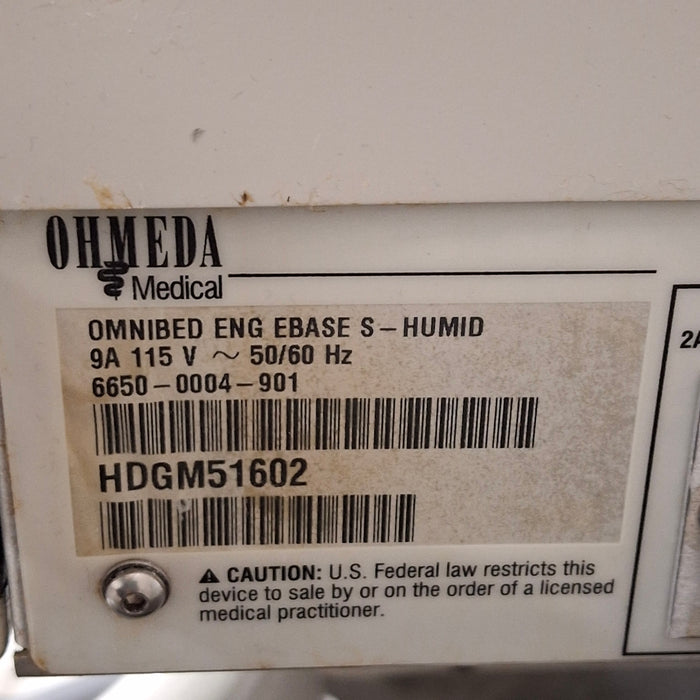 OHMEDA
Medical
OMNIBED ENG EBASE S-HUMID
9A 115 V ~ 50/60 Hz
6650-0004-901
HDGM51602
⚠ CAUTION: U.S. Federal law restricts this
device to sale by or on the order of a licensed
medical practitioner.
2A